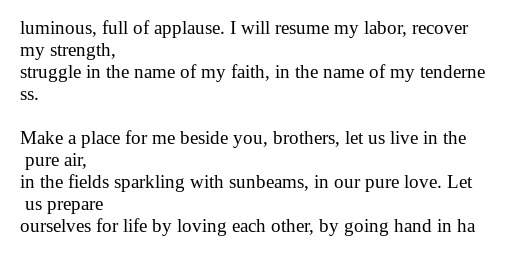 luminous, full of applause. I will resume my labor, recover
my strength,
struggle in the name of my faith, in the name of my tenderne
ss.

Make a place for me beside you, brothers, let us live in the
pure air,
in the fields sparkling with sunbeams, in our pure love. Let
us prepare
ourselves for life by loving each other, by going hand in ha